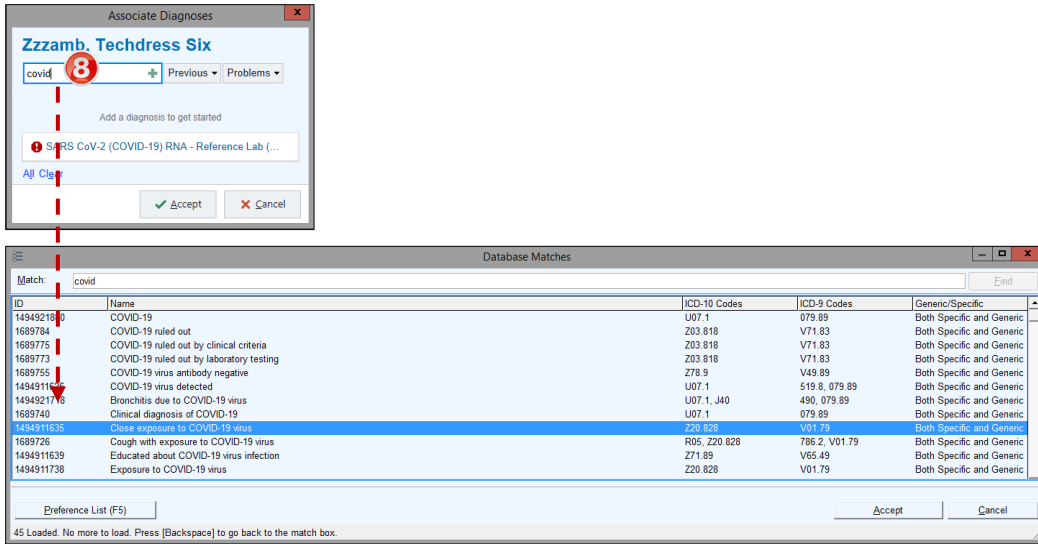 Associate Diagnoses x
Zzzamb, Techdress Six
covid 8 Previous Problems
Add a diagnosis to get started
SARS CoV-2 (COVID-19) RNA - Reference Lab (...
All Clear
Accept Cancel
Database Matches x
Match: covid Find
ID Name ICD-10 Codes ICD-9 Codes Generic/Specific
COVID-19 U07.1 079.89 Both Specific and Generic
1689784 COVID-19 ruled out Z03.818 V71.83 Both Specific and Generic
1689775 COVID-19 ruled out by clinical criteria Z03.818 V71.83 Both Specific and Generic
1689773 COVID-19 ruled out by laboratory testing Z03.818 V71.83 Both Specific and Generic
1689755 COVID-19 virus antibody negative Z78.9 V49.89 Both Specific and Generic
COVID-19 virus detected U07.1 519.8, 079.89 Both Specific and Generic
Bronchitis due to COVID-19 virus U07.1, J40 490, 079.89 Both Specific and Generic
1689740 Clinical diagnosis of COVID-19 U07.1 079.89 Both Specific and Generic
1494911635 Close exposure to COVID-19 virus Z20.828 V01.79 Both Specific and Generic
1689726 Cough with exposure to COVID-19 virus R05, Z20.828 786.2, V01.79 Both Specific and Generic
1494911639 Educated about COVID-19 virus infection Z71.89 V65.49 Both Specific and Generic
1494911738 Exposure to COVID-19 virus Z20.828 V01.79 Both Specific and Generic
Preference List (F5) Accept Cancel
45 Loaded. No more to load. Press [Backspace] to go back to the match box.